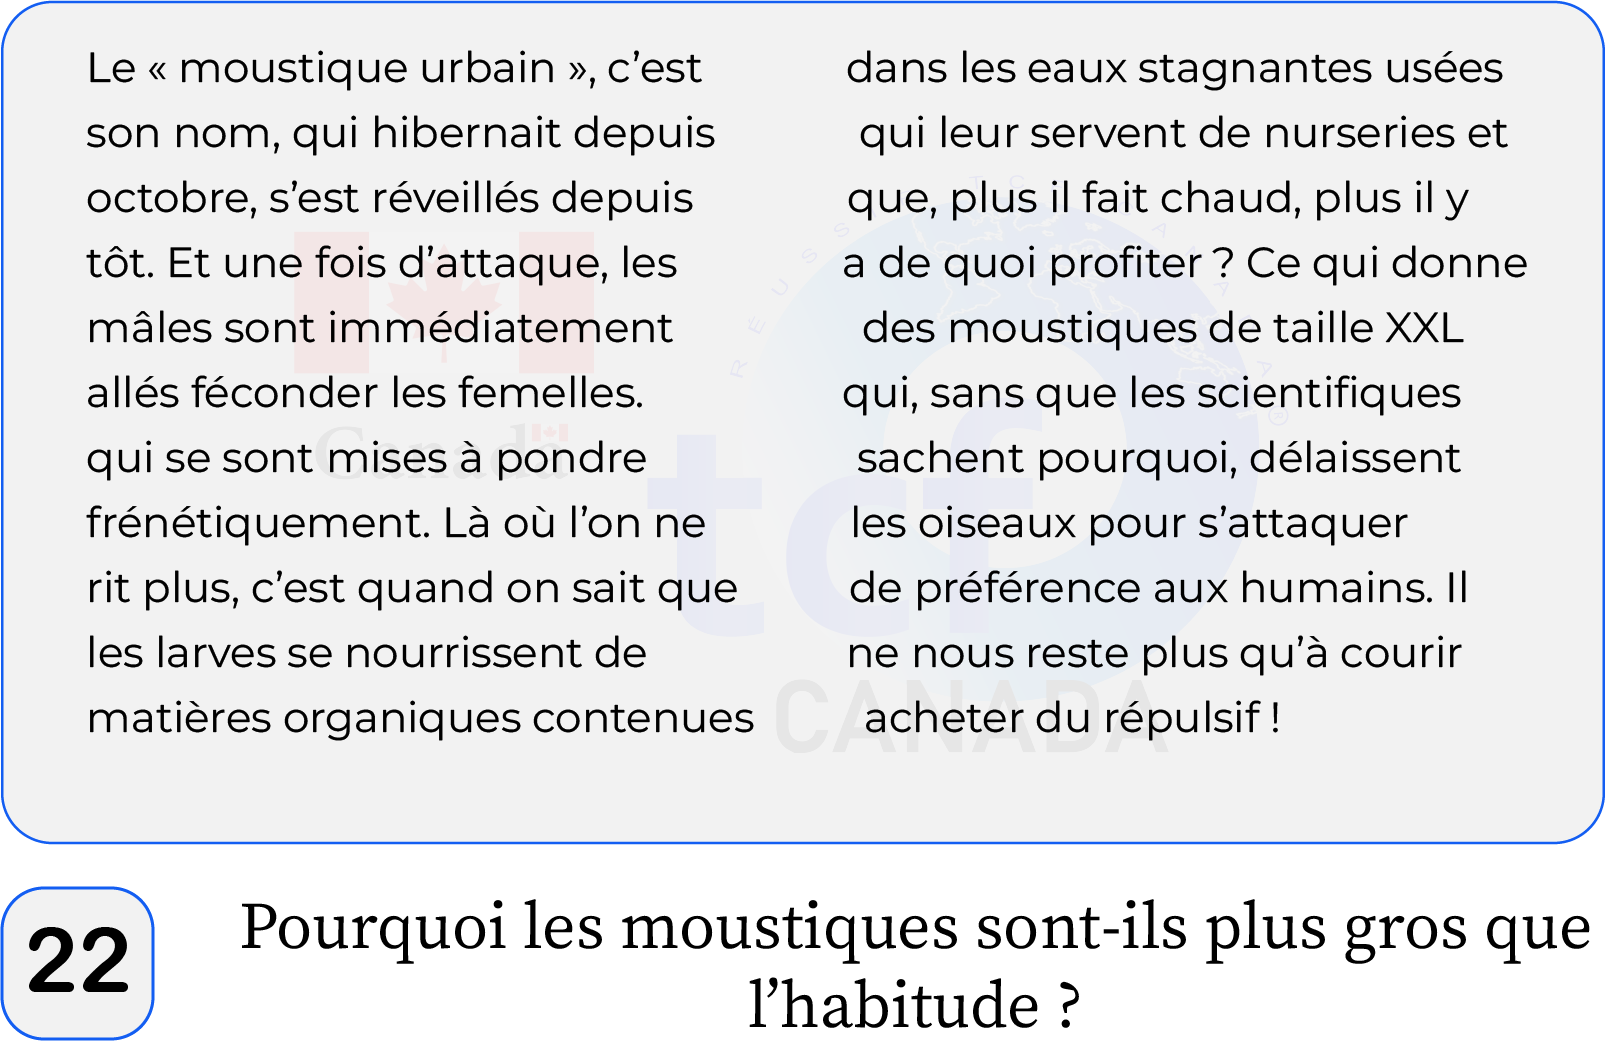 Le « moustique urbain », c’est
son nom, qui hibernait depuis
octobre, s’est réveillés depuis
tôt. Et une fois d’attaque, les
mâles sont immédiatement
allés féconder les femelles.
qui se sont mises à pondre
frénétiquement. Là où l’on ne
rit plus, c’est quand on sait que
les larves se nourrissent de
matières organiques contenues
dans les eaux stagnantes usées
qui leur servent de nurseries et
que, plus il fait chaud, plus il y
a de quoi profiter ? Ce qui donne
des moustiques de taille XXL
qui, sans que les scientifiques
sachent pourquoi, délaissent
les oiseaux pour s’attaquer
de préférence aux humains. Il
ne nous reste plus qu’à courir
acheter du répulsif !
Canada
tcf
CANADA
22
Pourquoi les moustiques sont-ils plus gros que
l’habitude ?